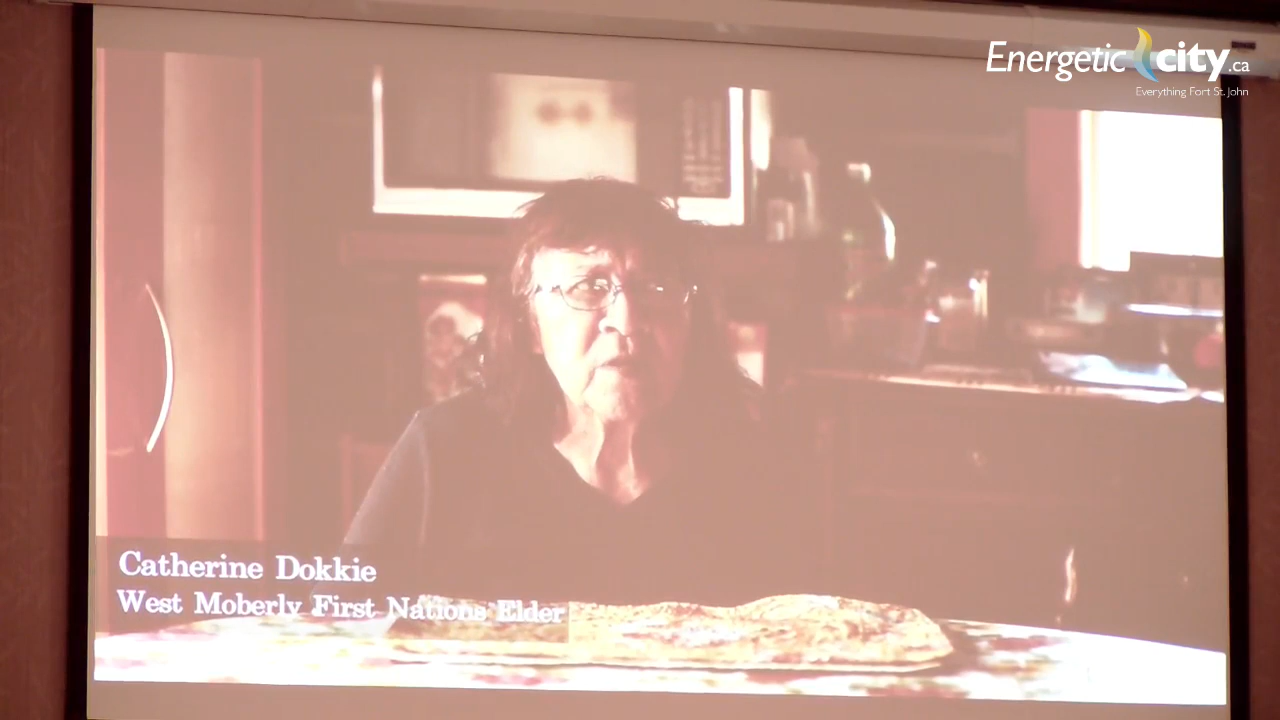 Energetic city.ca
Everything Fort St. John
Catherine Dokkie
West Moberly First Nations Elder